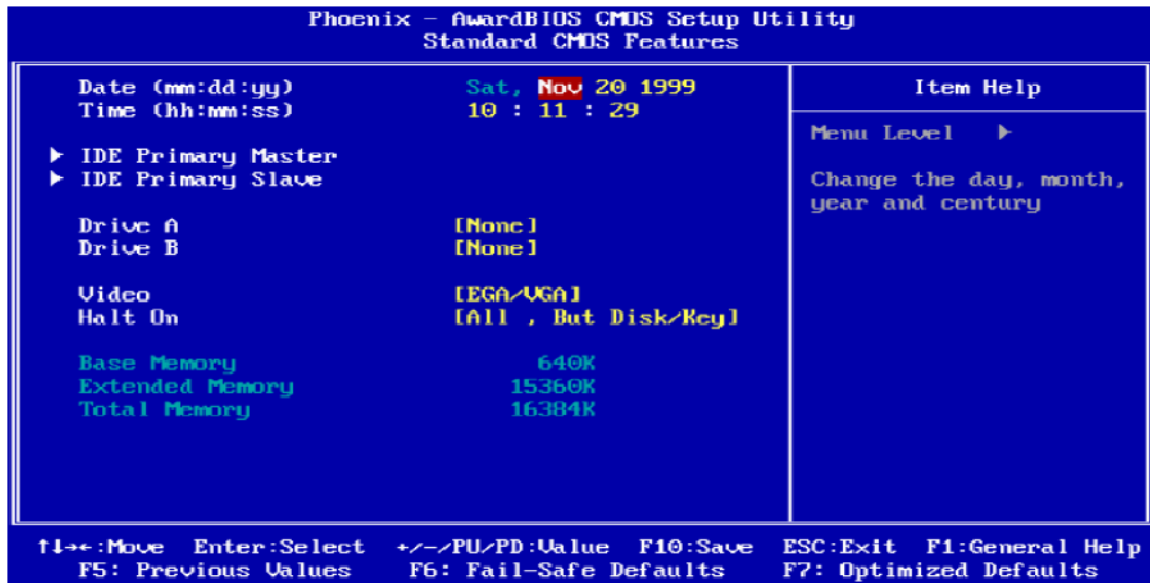 Phoenix - AwardBIOS CMOS Setup Utility
Standard CMOS Features
Date (mm:dd:yy) Sat, Nov 20 1999
Time (hh:mm:ss) 10 : 11 : 29
▶ IDE Primary Master
▶ IDE Primary Slave
Drive A [None]
Drive B [None]
Video [EGA/VGA]
Halt On [All , But Disk/Key]
Base Memory 640K
Extended Memory 15360K
Total Memory 16384K
Item Help
Menu Level ▶
Change the day, month,
year and century
↑↓→←:Move Enter:Select +/-/PU/PD:Value F10:Save ESC:Exit F1:General Help
F5: Previous Values F6: Fail-Safe Defaults F7: Optimized Defaults